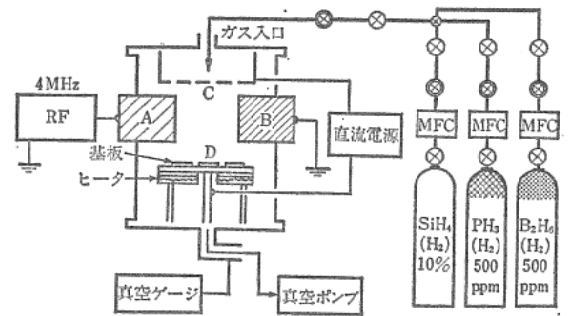 ガス入口
4MHz
RF
A
C
B
D
基板
ヒータ
直流電源
MFC
MFC
MFC
SiH₄
(H₂)
10%
PH₃
(H₂)
500
ppm
B₂H₆
(H₂)
500
ppm
真空ゲージ
真空ポンプ